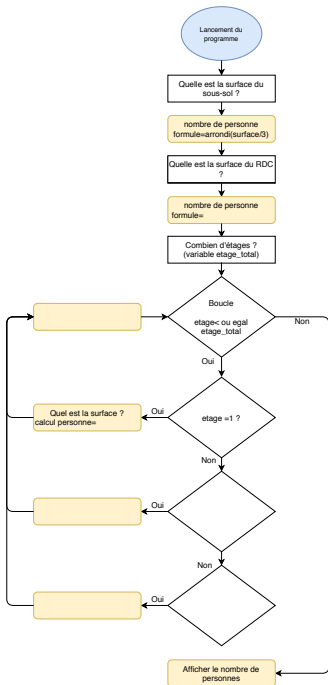 Lancement du
programme
Quelle est la surface du
sous-sol ?
nombre de personne
formule=arrondi(surface/3)
Quelle est la surface du RDC
?
nombre de personne
formule=
Combien d'étages ?
(variable etage_total)
Boucle
etage< ou egal
etage_total
Non
Oui
Quel est la surface ?
calcul personne=
Oui
etage =1 ?
Non
Oui
Non
Oui
Afficher le nombre de
personnes